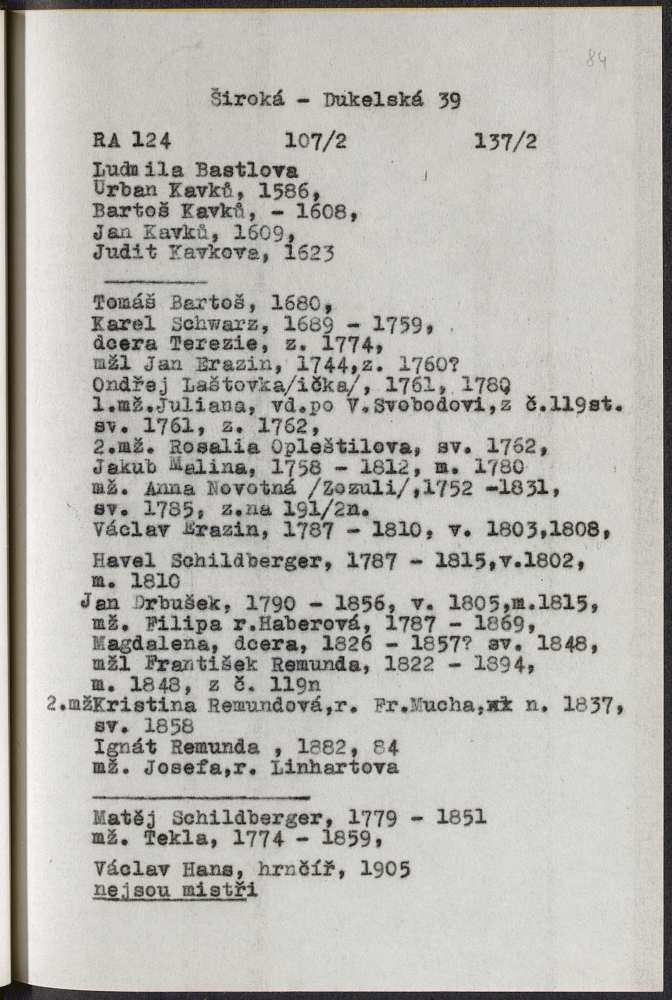 84
Široká - Dukelská 39
RA 124 107/2 137/2
Ludmila Bastlova
Urban Kavků, 1586,
Bartoš Kavků, - 1608,
Jan Kavků, 1609,
Judit Kavkova, 1623
Tomáš Bartoš, 1680,
Karel Schwarz, 1689 - 1759,
dcera Terezie, z. 1774,
mžl Jan Erazin, 1744,z. 1760?
Ondřej Laštovka/ička/, 1761, 1780
1.mž.Juliana, vd.po V.Svobodovi,z č.119st.
sv. 1761, z. 1762,
2.mž. Rosalia Opleštilova, sv. 1762,
Jakub Malina, 1758 - 1812, m. 1780
mž. Anna Novotná /Zozuli/,1752 -1831,
sv. 1785, z.na 191/2n.
Václav Erazin, 1787 - 1810, v. 1803,1808,
Havel Schildberger, 1787 - 1815,v.1802,
m. 1810
Jan Drbušek, 1790 - 1856, v. 1805,m.1815,
mž. Filipa r.Haberová, 1787 - 1869,
Magdalena, dcera, 1826 - 1857? sv. 1848,
mžl František Remunda, 1822 - 1894,
m. 1848, z č. 119n
2.mžKristina Remundová,r. Fr.Mucha, n. 1837,
sv. 1858
Ignát Remunda , 1882, 84
mž. Josefa,r. Linhartova
Matěj Schildberger, 1779 - 1851
mž. Tekla, 1774 - 1859,
Václav Hans, hrnčíř, 1905
nejsou mistři